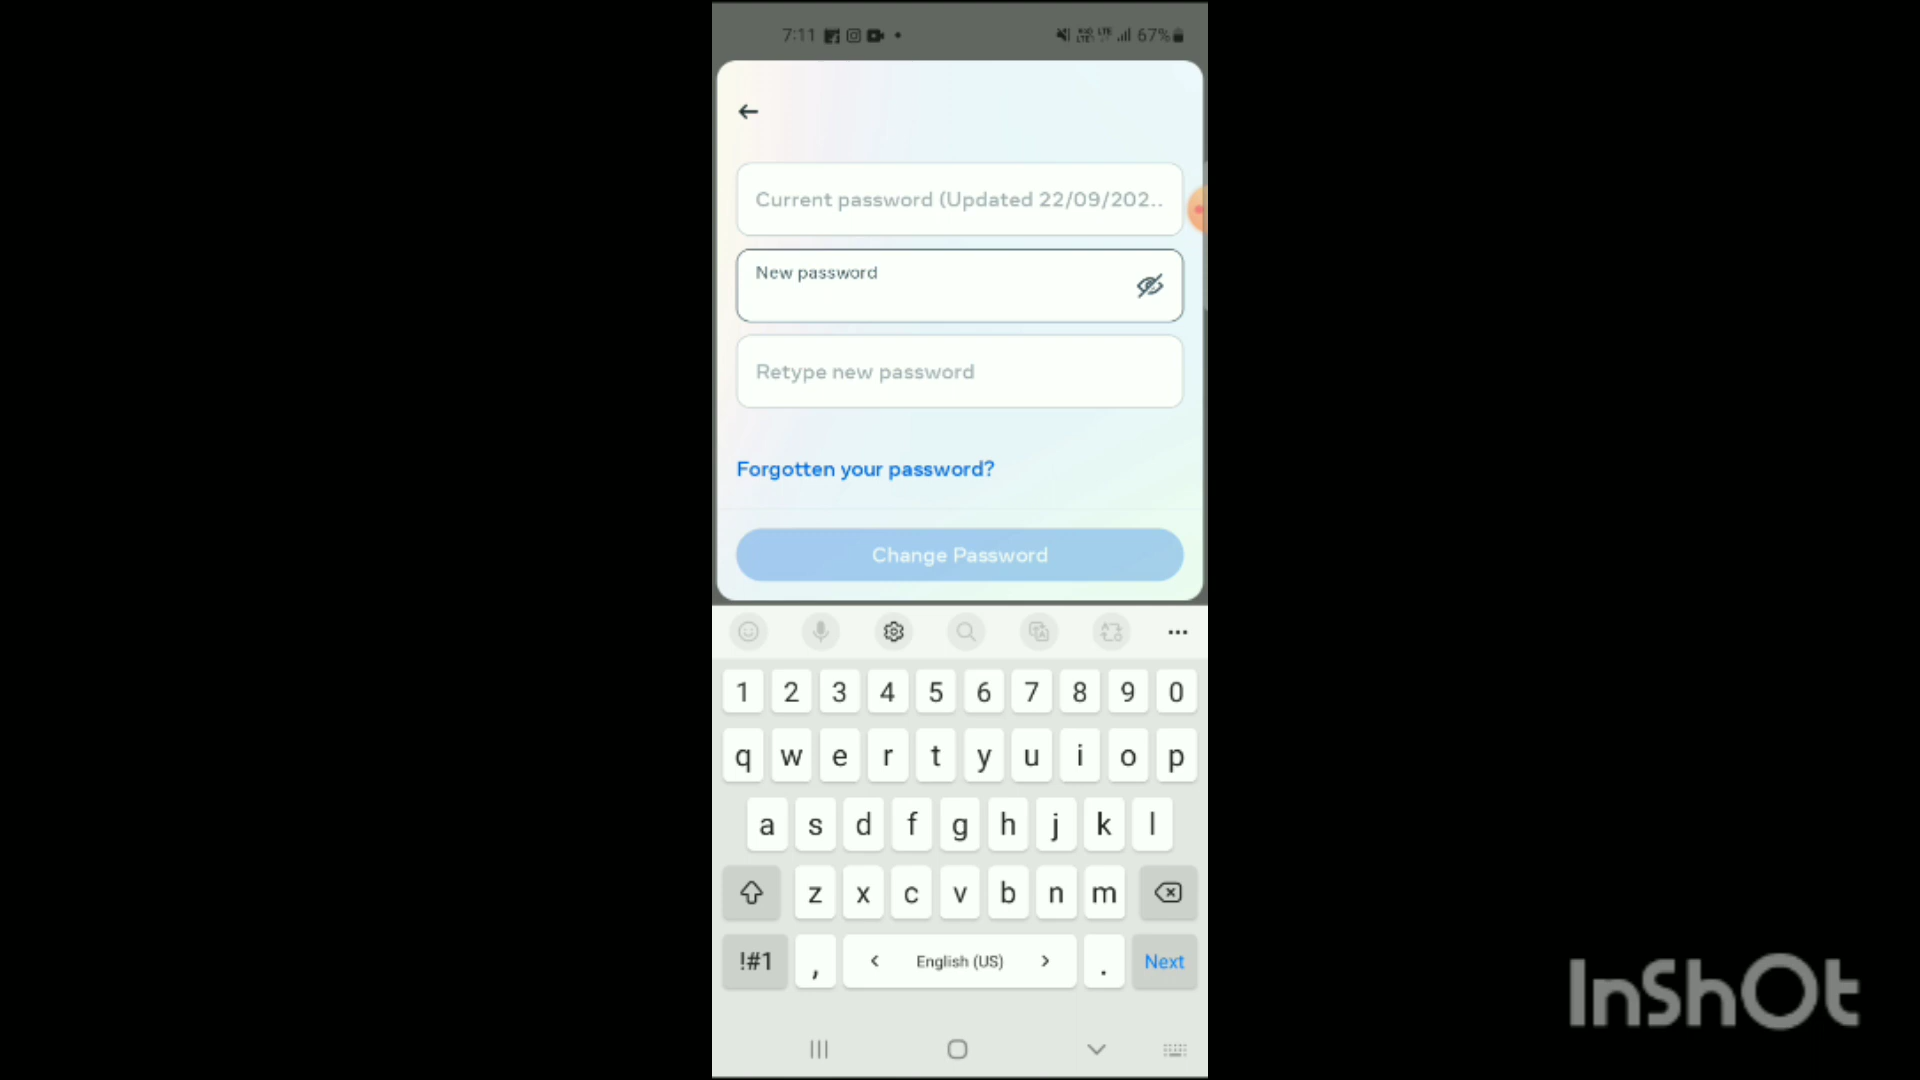 7:11 67%
Current password (Updated 22/09/202..
New password
Retype new password
Forgotten your password?
Change Password
1 2 3 4 5 6 7 8 9 0
q w e r t y u i o p
a s d f g h j k l
z x c v b n m
!#1 , < English (US) > . Next
InShOt